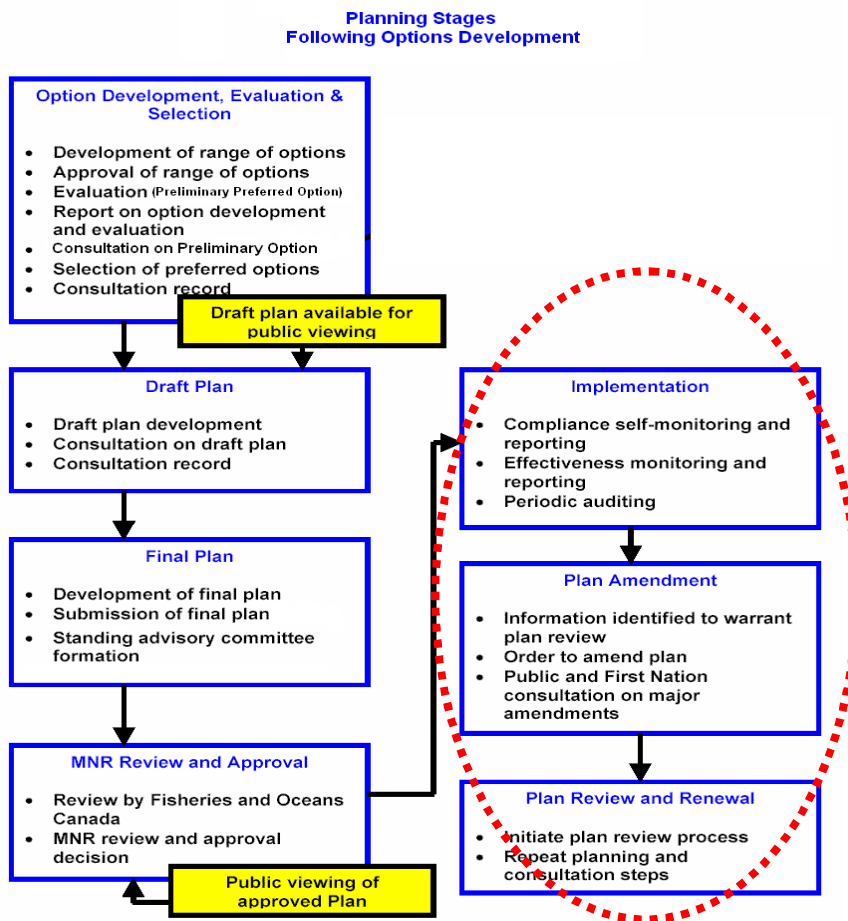 Planning Stages
Following Options Development
Option Development, Evaluation &
Selection
• Development of range of options
• Approval of range of options
• Evaluation (Preliminary Preferred Option)
• Report on option development
and evaluation
• Consultation on Preliminary Option
• Selection of preferred options
• Consultation record
Draft plan available for
public viewing
Draft Plan
• Draft plan development
• Consultation on draft plan
• Consultation record
Final Plan
• Development of final plan
• Submission of final plan
• Standing advisory committee
formation
MNR Review and Approval
• Review by Fisheries and Oceans
Canada
• MNR review and approval
decision
Public viewing of
approved Plan
Implementation
• Compliance self-monitoring and
reporting
• Effectiveness monitoring and
reporting
• Periodic auditing
Plan Amendment
• Information identified to warrant
plan review
• Order to amend plan
• Public and First Nation
consultation on major
amendments
Plan Review and Renewal
• Initiate plan review process
• Repeat planning and
consultation steps